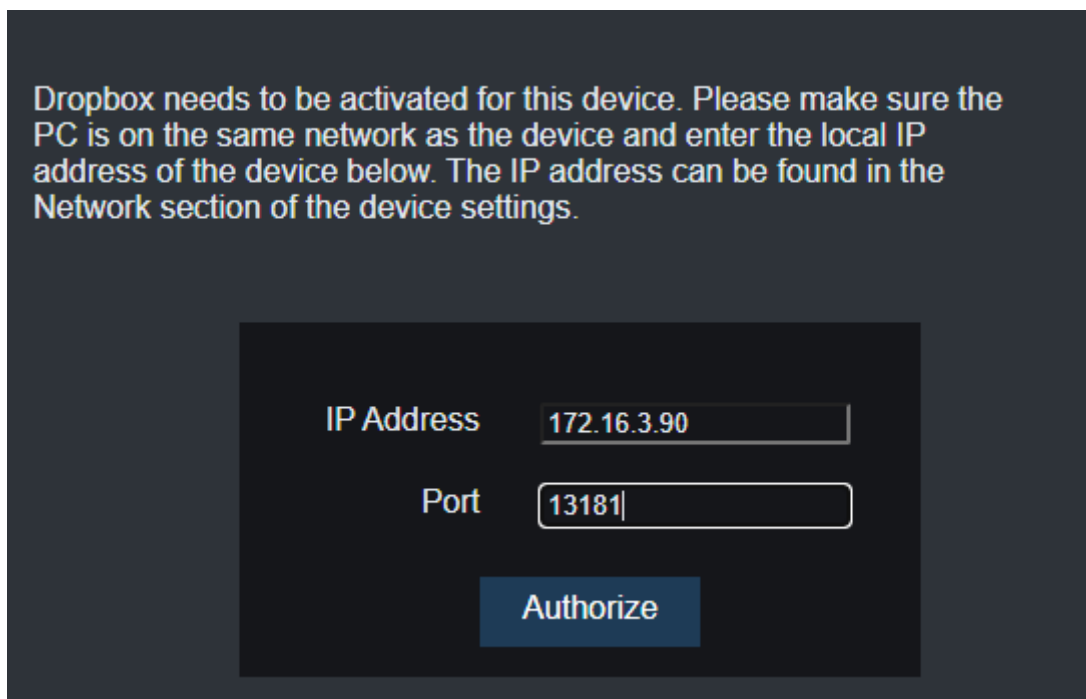 Dropbox needs to be activated for this device. Please make sure the
PC is on the same network as the device and enter the local IP
address of the device below. The IP address can be found in the
Network section of the device settings.
IP Address 172.16.3.90
Port 13181
Authorize